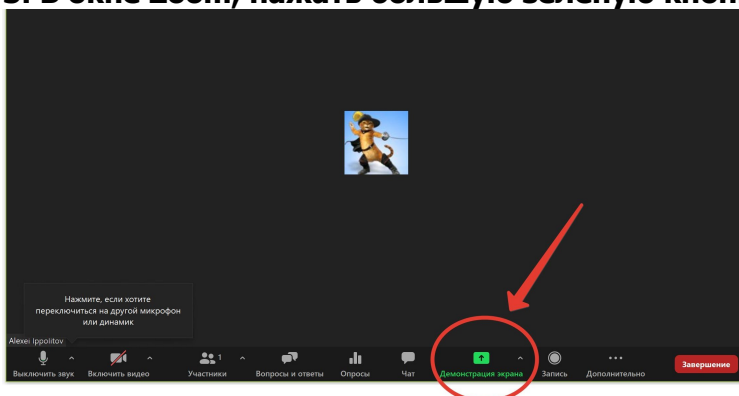 Нажмите, если хотите
переключиться на другой микрофон
или динамик
Alexei Ippolitov
1
Выключить звук Включить видео Участники Вопросы и ответы Опросы Чат Демонстрация экрана Запись Дополнительно Завершение